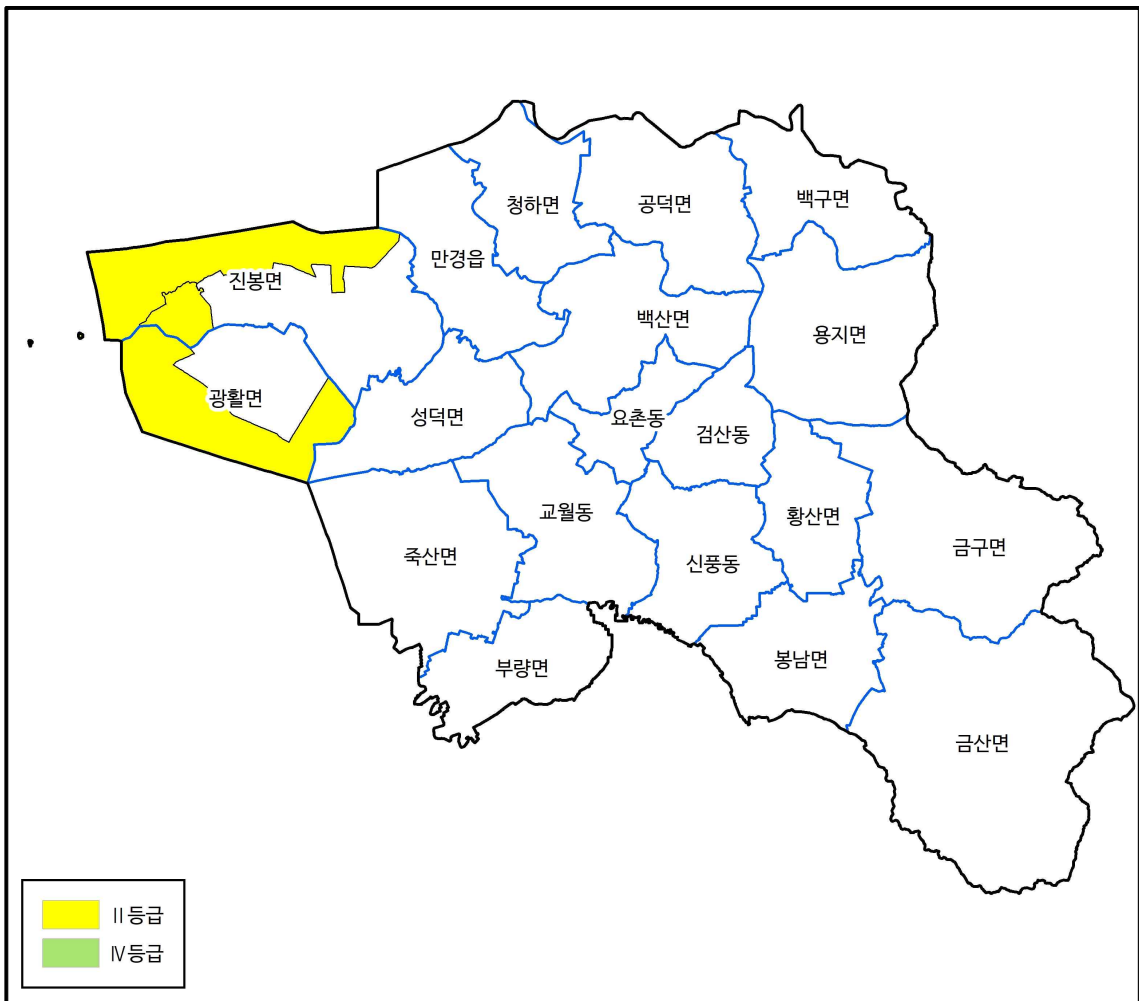 청하면
공덕면
백구면
만경읍
진봉면
백산면
용지면
광활면
성덕면
요촌동
검산동
교월동
황산면
죽산면
신풍동
금구면
부량면
봉남면
금산면
Ⅱ등급
Ⅳ등급